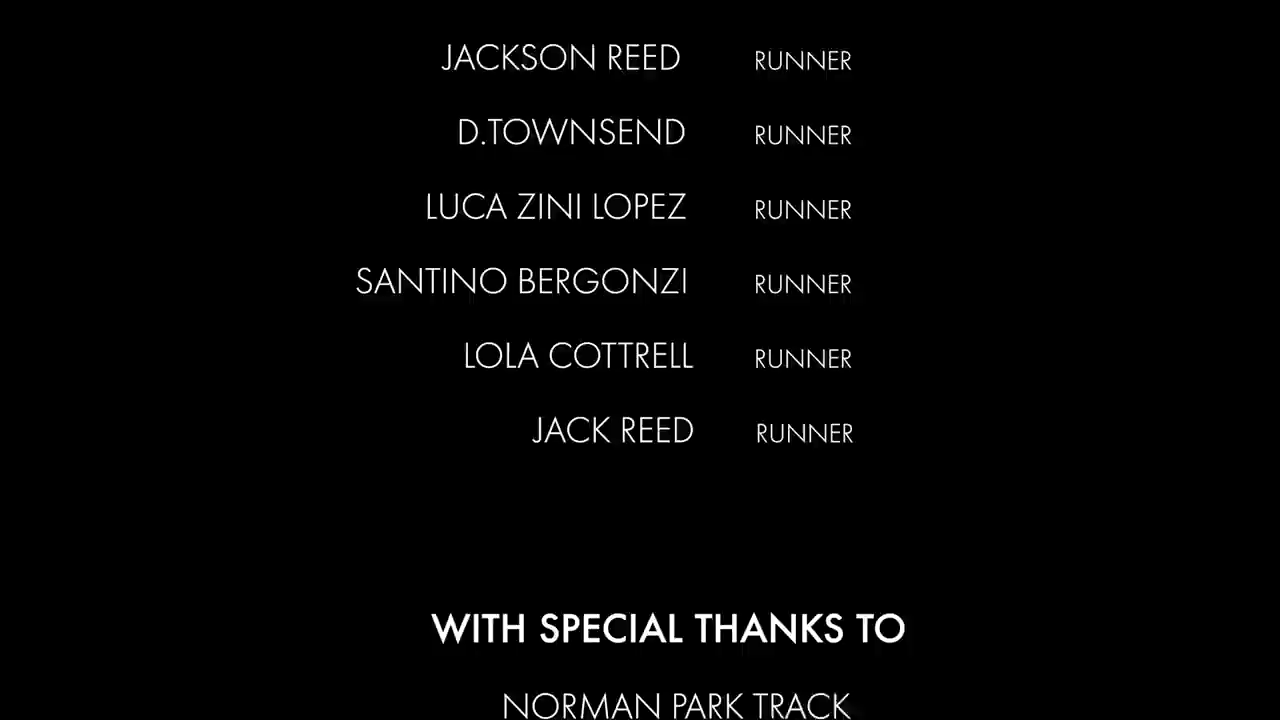 JACKSON REED RUNNER
D.TOWNSEND RUNNER
LUCA ZINI LOPEZ RUNNER
SANTINO BERGONZI RUNNER
LOLA COTTRELL RUNNER
JACK REED RUNNER
WITH SPECIAL THANKS TO
NORMAN PARK TRACK